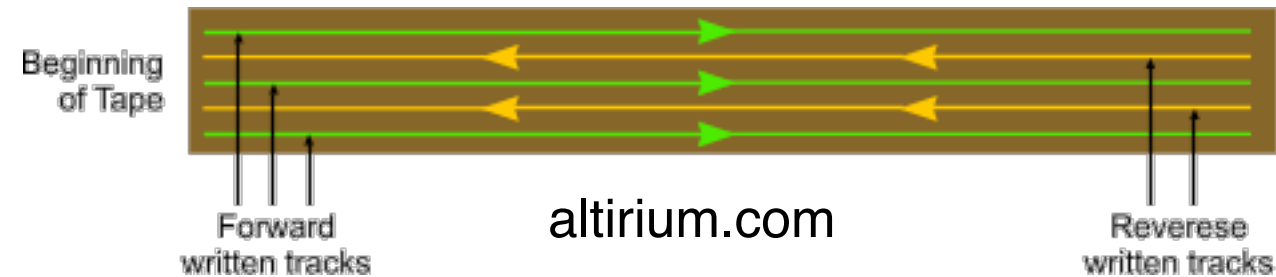 Beginning
of Tape
Forward
written tracks
altirium.com
Reverese
written tracks